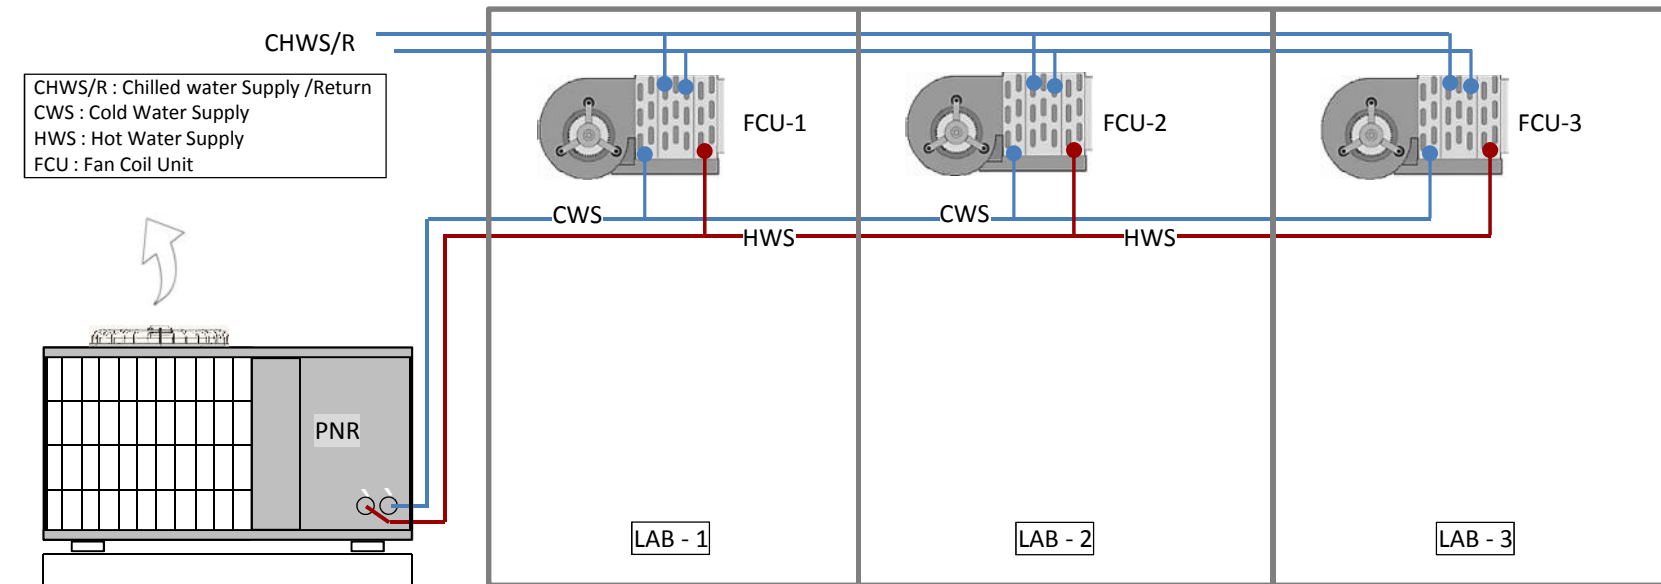 CHWS/R
CHWS/R : Chilled water Supply /Return
CWS : Cold Water Supply
HWS : Hot Water Supply
FCU : Fan Coil Unit
FCU-1
FCU-2
FCU-3
CWS
CWS
HWS
HWS
PNR
LAB - 1
LAB - 2
LAB - 3